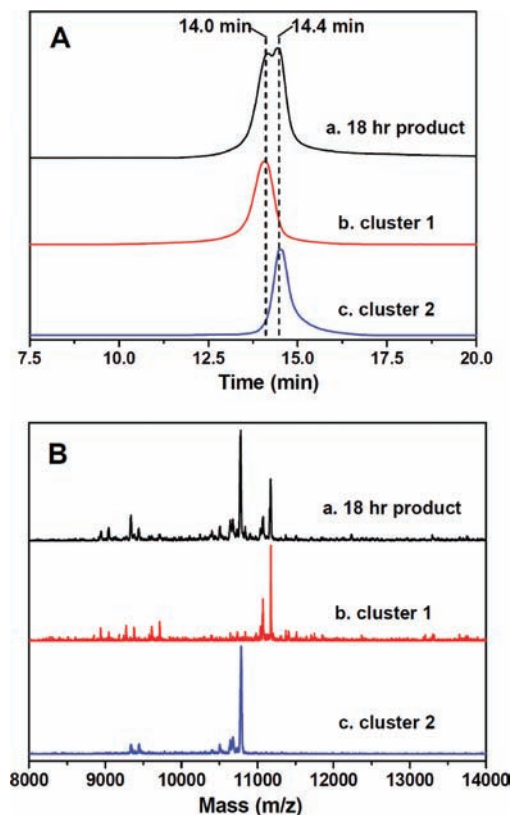 A
14.0 min
14.4 min
a. 18 hr product
b. cluster 1
c. cluster 2
7.5 10.0 12.5 15.0 17.5 20.0
Time (min)
B
a. 18 hr product
b. cluster 1
c. cluster 2
8000 9000 10000 11000 12000 13000 14000
Mass (m/z)